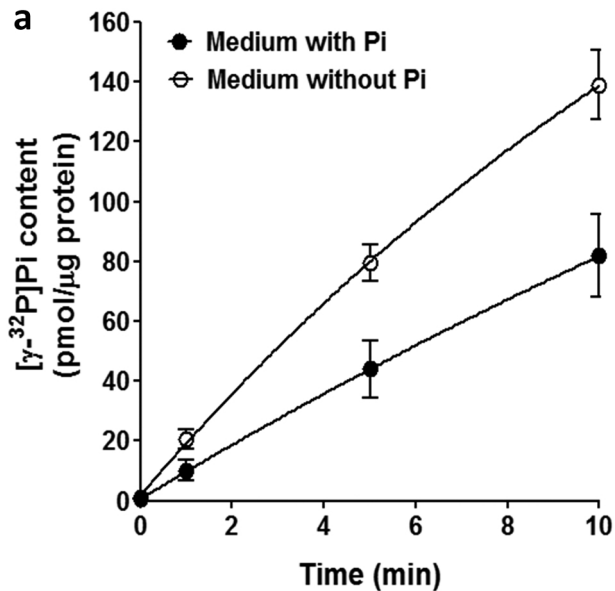 a
Medium with Pi
Medium without Pi
[γ-³²P]Pi content
(pmol/μg protein)
160
140
120
100
80
60
40
20
0
0 2 4 6 8 10
Time (min)